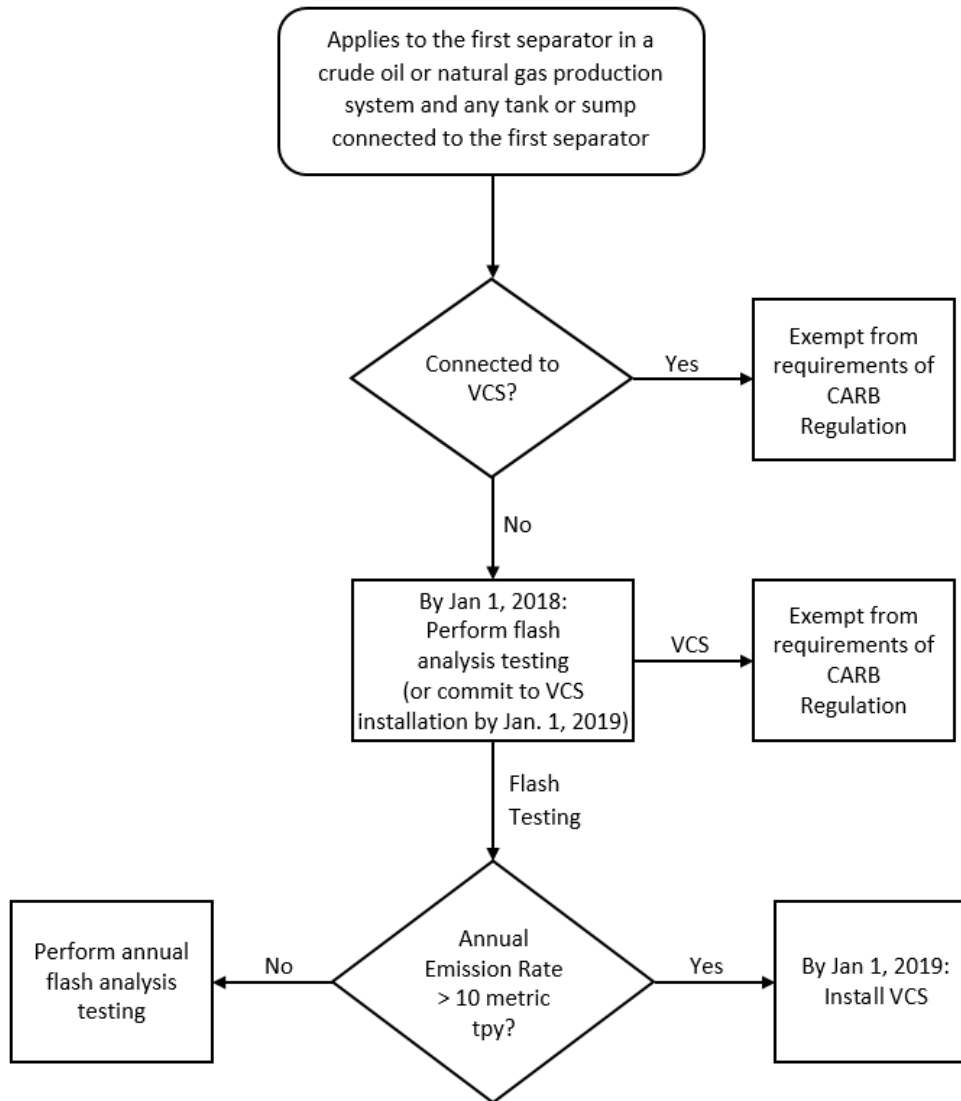 Applies to the first separator in a
crude oil or natural gas production
system and any tank or sump
connected to the first separator
Connected to
VCS?
Yes
Exempt from
requirements of
CARB
Regulation
No
By Jan 1, 2018:
Perform flash
analysis testing
(or commit to VCS
installation by Jan. 1, 2019)
VCS
Exempt from
requirements of
CARB
Regulation
Flash
Testing
Perform annual
flash analysis
testing
No
Annual
Emission Rate
> 10 metric
tpy?
Yes
By Jan 1, 2019:
Install VCS